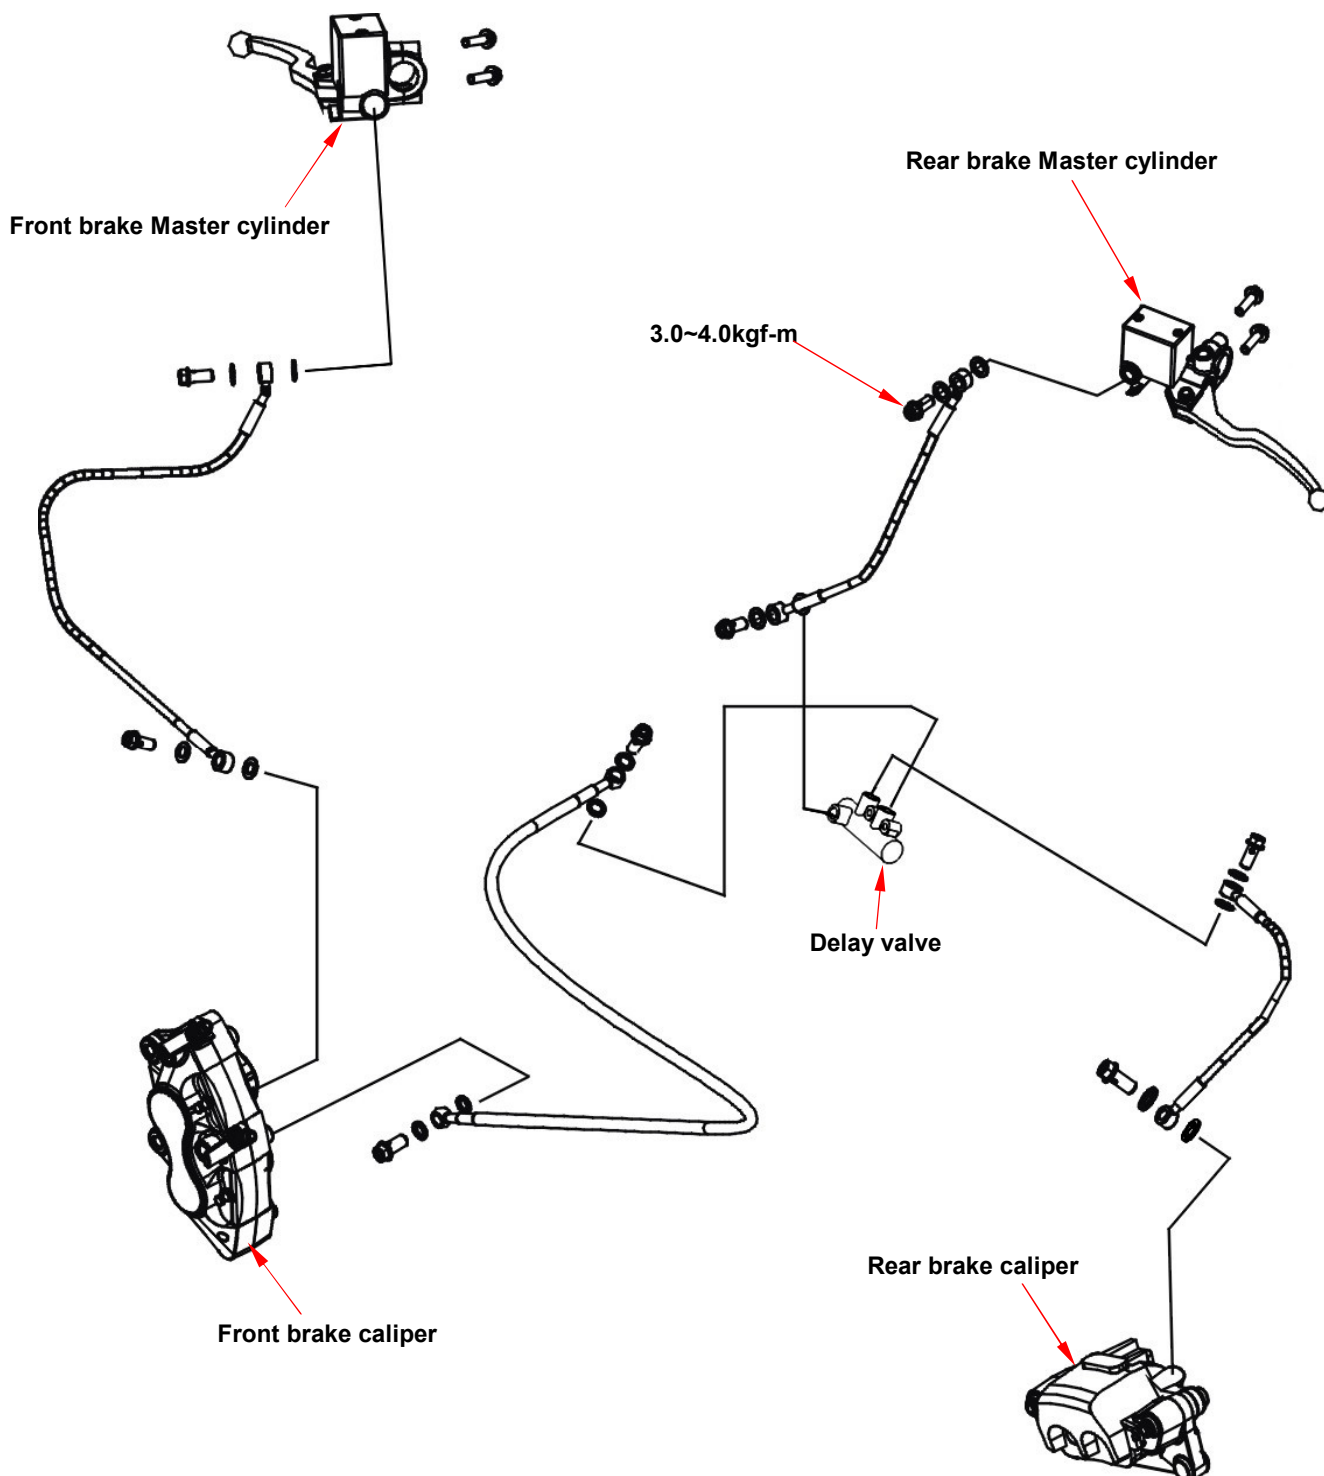 Rear brake Master cylinder
Front brake Master cylinder
3.0~4.0kgf-m
Delay valve
Rear brake caliper
Front brake caliper